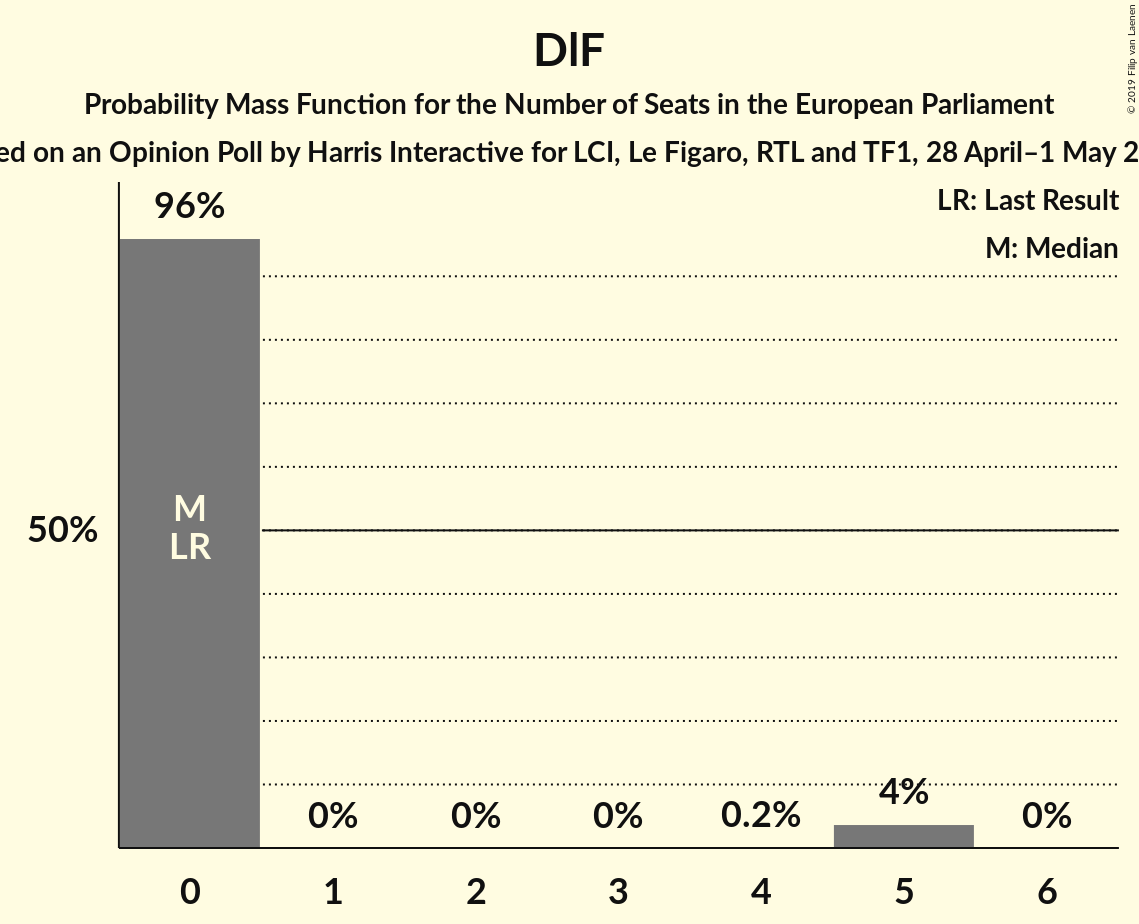 DlF
Probability Mass Function for the Number of Seats in the European Parliament
ed on an Opinion Poll by Harris Interactive for LCI, Le Figaro, RTL and TF1, 28 April–1 May 2
© 2019 Filip van Laenen
LR: Last Result
M: Median
96%
M
LR
50%
0%
0%
0%
0.2%
4%
0%
0
1
2
3
4
5
6